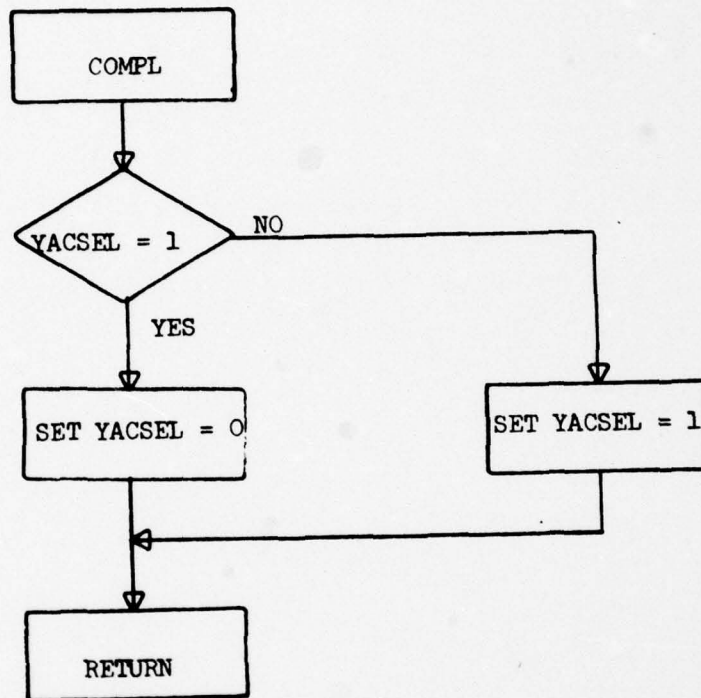 COMPL
YACSEL = 1
NO
YES
SET YACSEL = 0
SET YACSEL = 1
RETURN